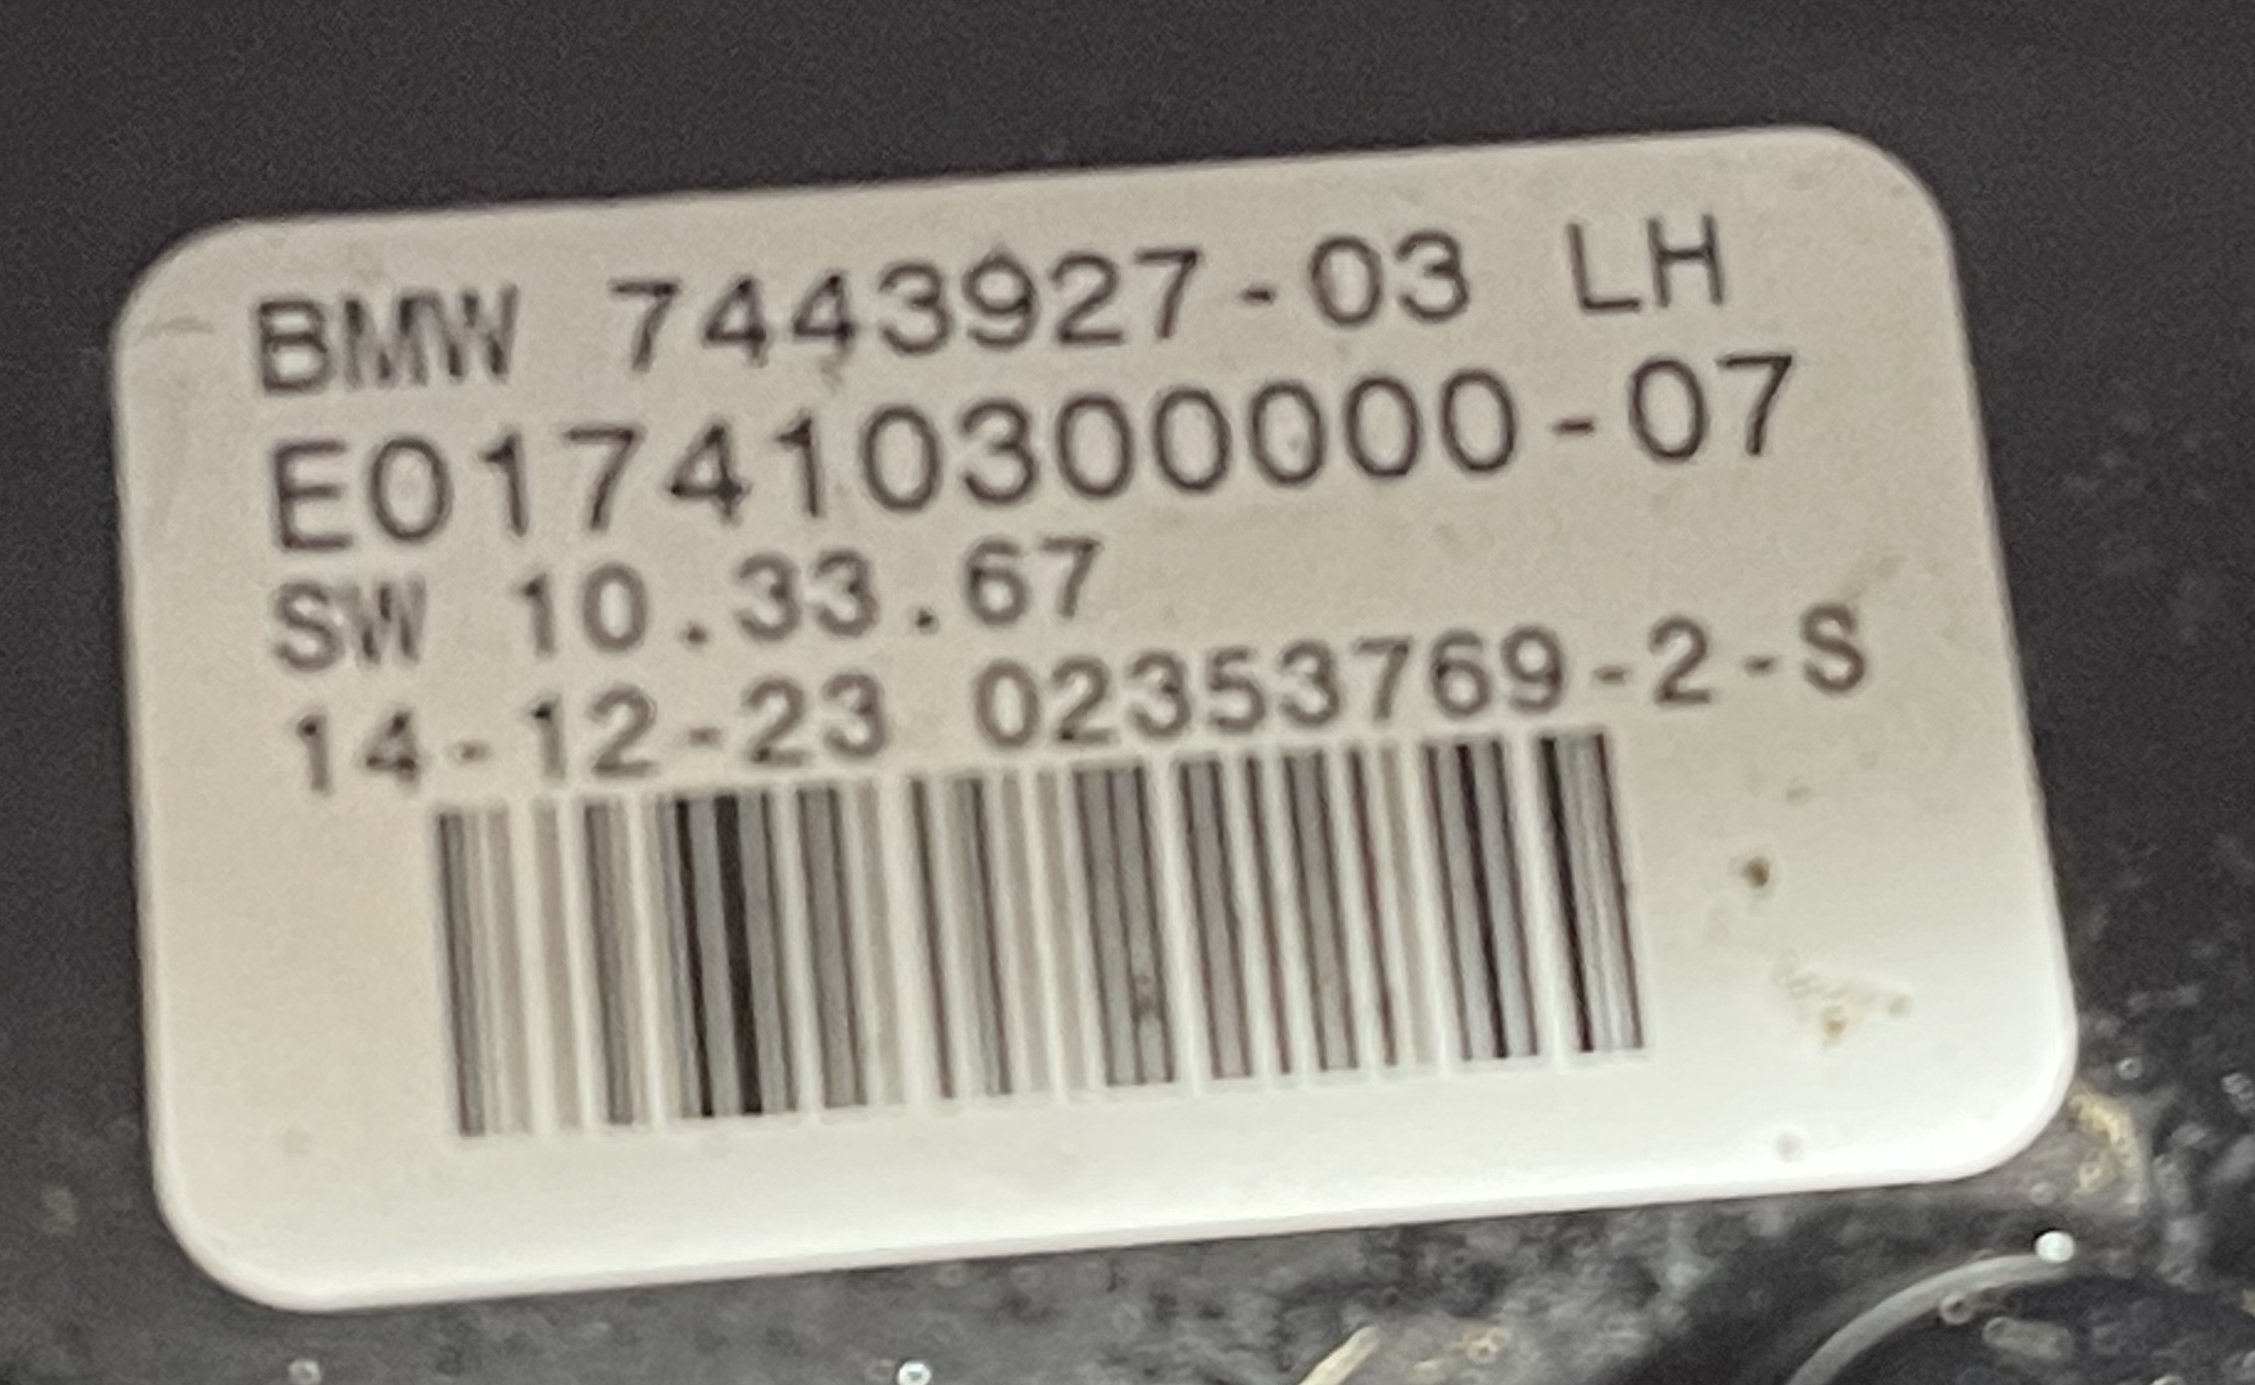 BMW 7443927-03 LH
E017410300000-07
SW 10.33.67
14-12-23 02353769-2-S